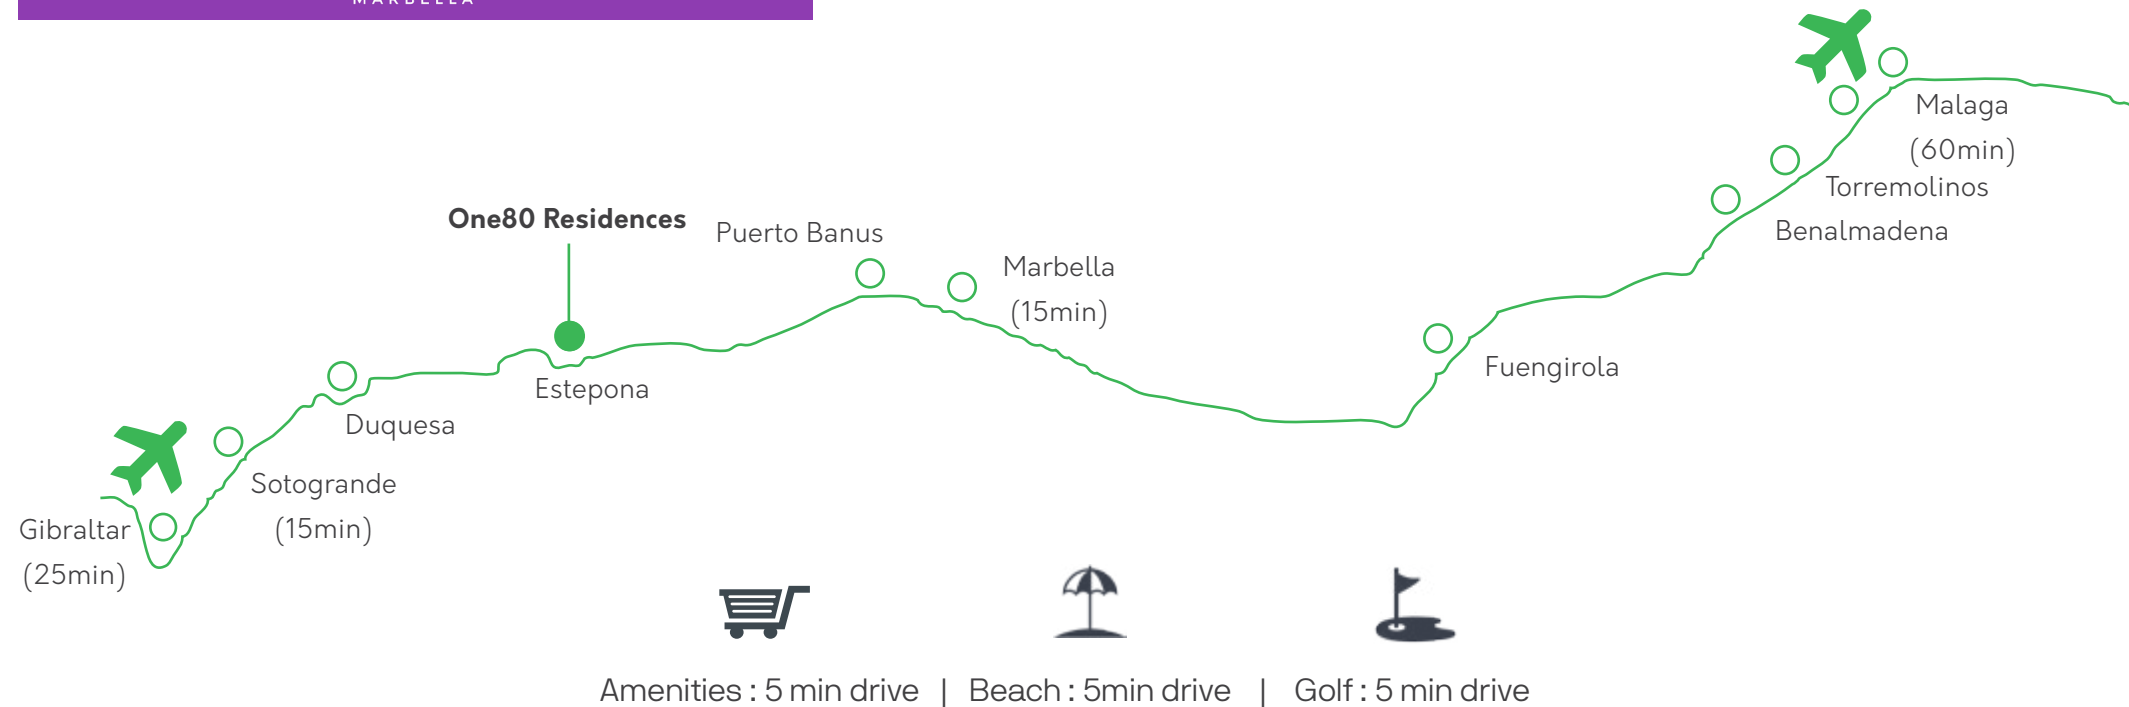 MARBELLA
Malaga
(60min)
Torremolinos
One80 Residences
Puerto Banus
Benalmadena
Marbella
(15min)
Fuengirola
Estepona
Duquesa
Sotogrande
(15min)
Gibraltar
(25min)
Amenities : 5 min drive | Beach : 5min drive | Golf : 5 min drive